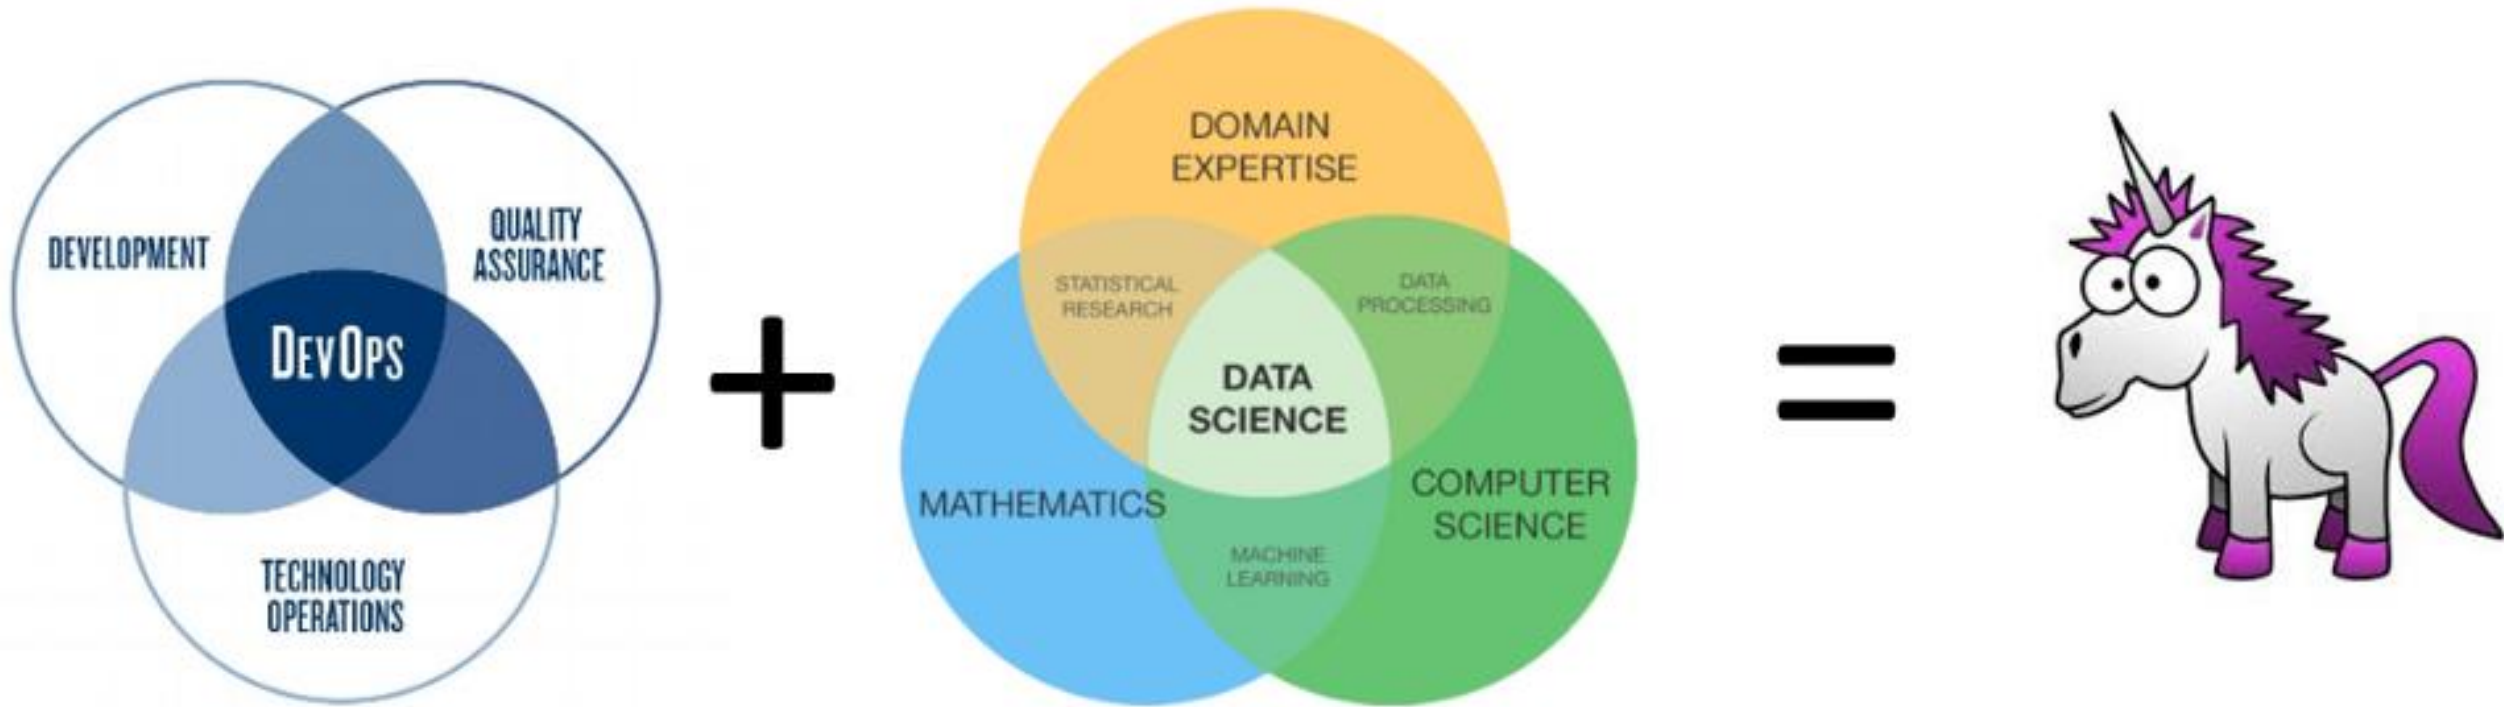 DEVELOPMENT
QUALITY
ASSURANCE
DEVOPS
TECHNOLOGY
OPERATIONS
+
DOMAIN
EXPERTISE
STATISTICAL
RESEARCH
DATA
PROCESSING
DATA
SCIENCE
MATHEMATICS
COMPUTER
SCIENCE
MACHINE
LEARNING
=